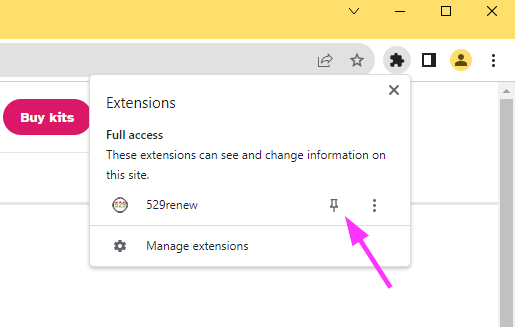 Buy kits
Extensions
Full access
These extensions can see and change information on
this site.
529renew
Manage extensions